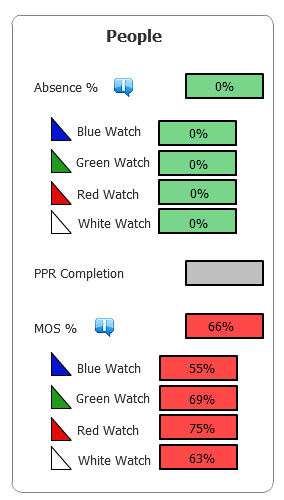 People
Absence % 0%
Blue Watch 0%
Green Watch 0%
Red Watch 0%
White Watch 0%
PPR Completion
MOS % 66%
Blue Watch 55%
Green Watch 69%
Red Watch 75%
White Watch 63%